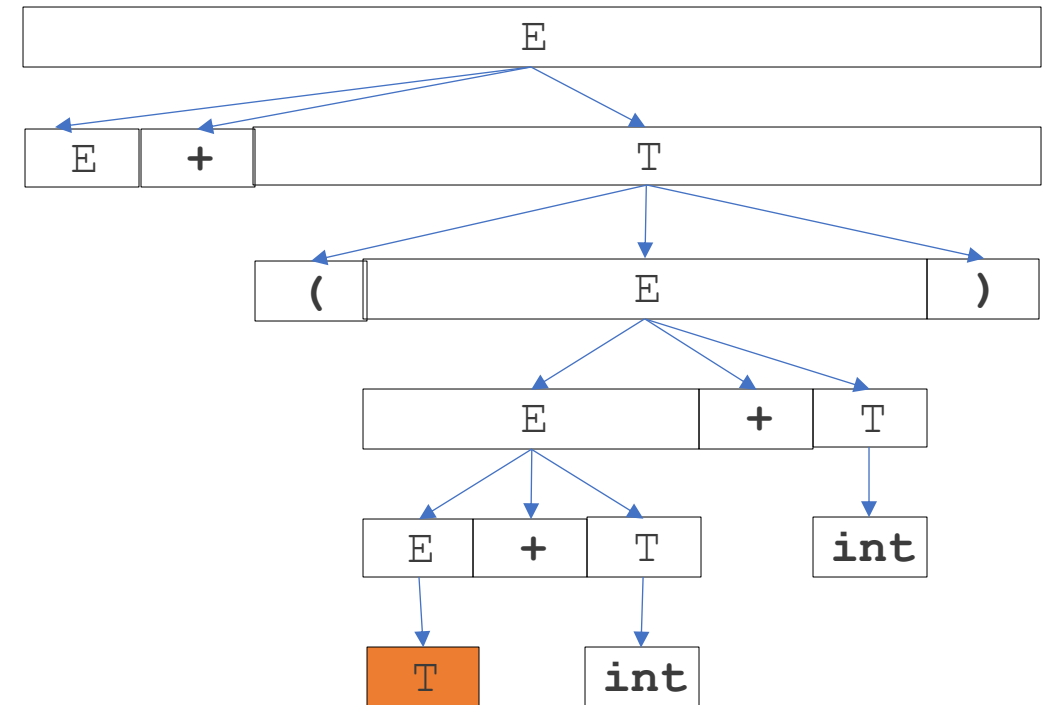 E
E + T
( E )
E + T
E + T int
T int